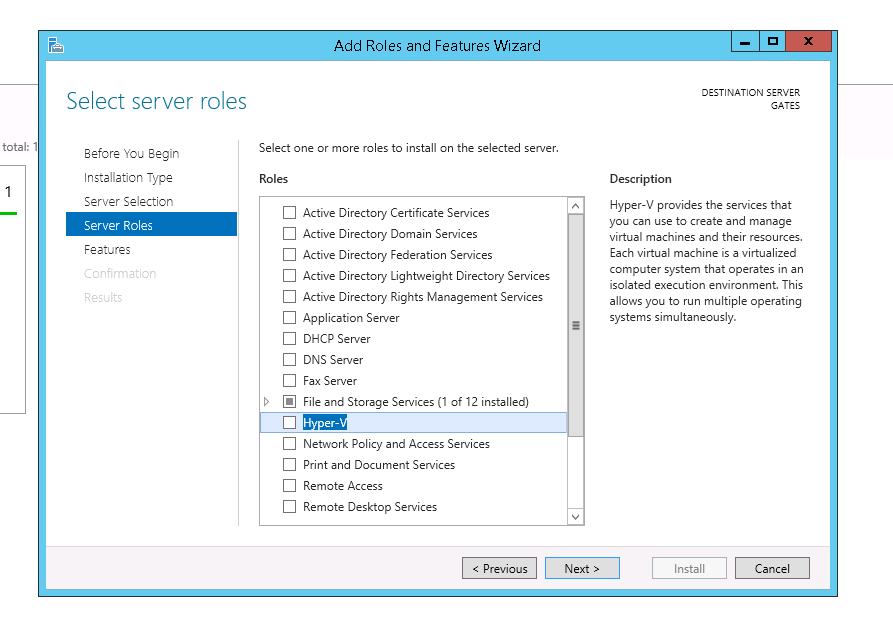 Add Roles and Features Wizard
Select server roles
DESTINATION SERVER
GATES
total: 1
1
Before You Begin
Installation Type
Server Selection
Server Roles
Features
Confirmation
Results
Select one or more roles to install on the selected server.
Roles
Active Directory Certificate Services
Active Directory Domain Services
Active Directory Federation Services
Active Directory Lightweight Directory Services
Active Directory Rights Management Services
Application Server
DHCP Server
DNS Server
Fax Server
File and Storage Services (1 of 12 installed)
Hyper-V
Network Policy and Access Services
Print and Document Services
Remote Access
Remote Desktop Services
Description
Hyper-V provides the services that
you can use to create and manage
virtual machines and their resources.
Each virtual machine is a virtualized
computer system that operates in an
isolated execution environment. This
allows you to run multiple operating
systems simultaneously.
< Previous
Next >
Install
Cancel